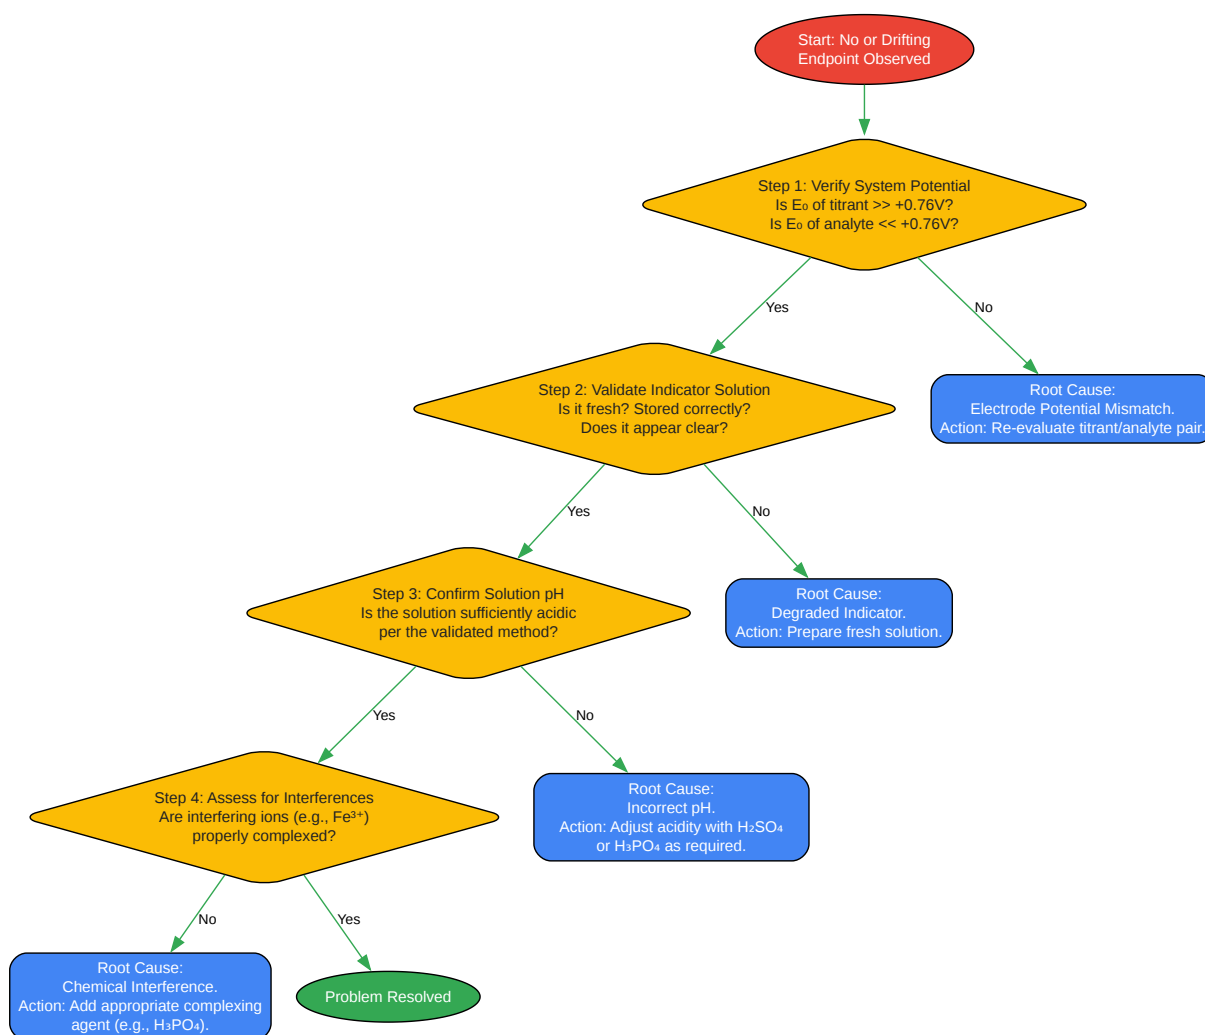 Start: No or Drifting
Endpoint Observed
Step 1: Verify System Potential
Is E₀ of titrant >> +0.76V?
Is E₀ of analyte << +0.76V?
Yes
No
Step 2: Validate Indicator Solution
Is it fresh? Stored correctly?
Does it appear clear?
Root Cause:
Electrode Potential Mismatch.
Action: Re-evaluate titrant/analyte pair.
Yes
No
Step 3: Confirm Solution pH
Is the solution sufficiently acidic
per the validated method?
Root Cause:
Degraded Indicator.
Action: Prepare fresh solution.
Yes
No
Step 4: Assess for Interferences
Are interfering ions (e.g., Fe³⁺)
properly complexed?
Root Cause:
Incorrect pH.
Action: Adjust acidity with H₂SO₄
or H₃PO₄ as required.
No
Yes
Root Cause:
Chemical Interference.
Action: Add appropriate complexing
agent (e.g., H₃PO₄).
Problem Resolved